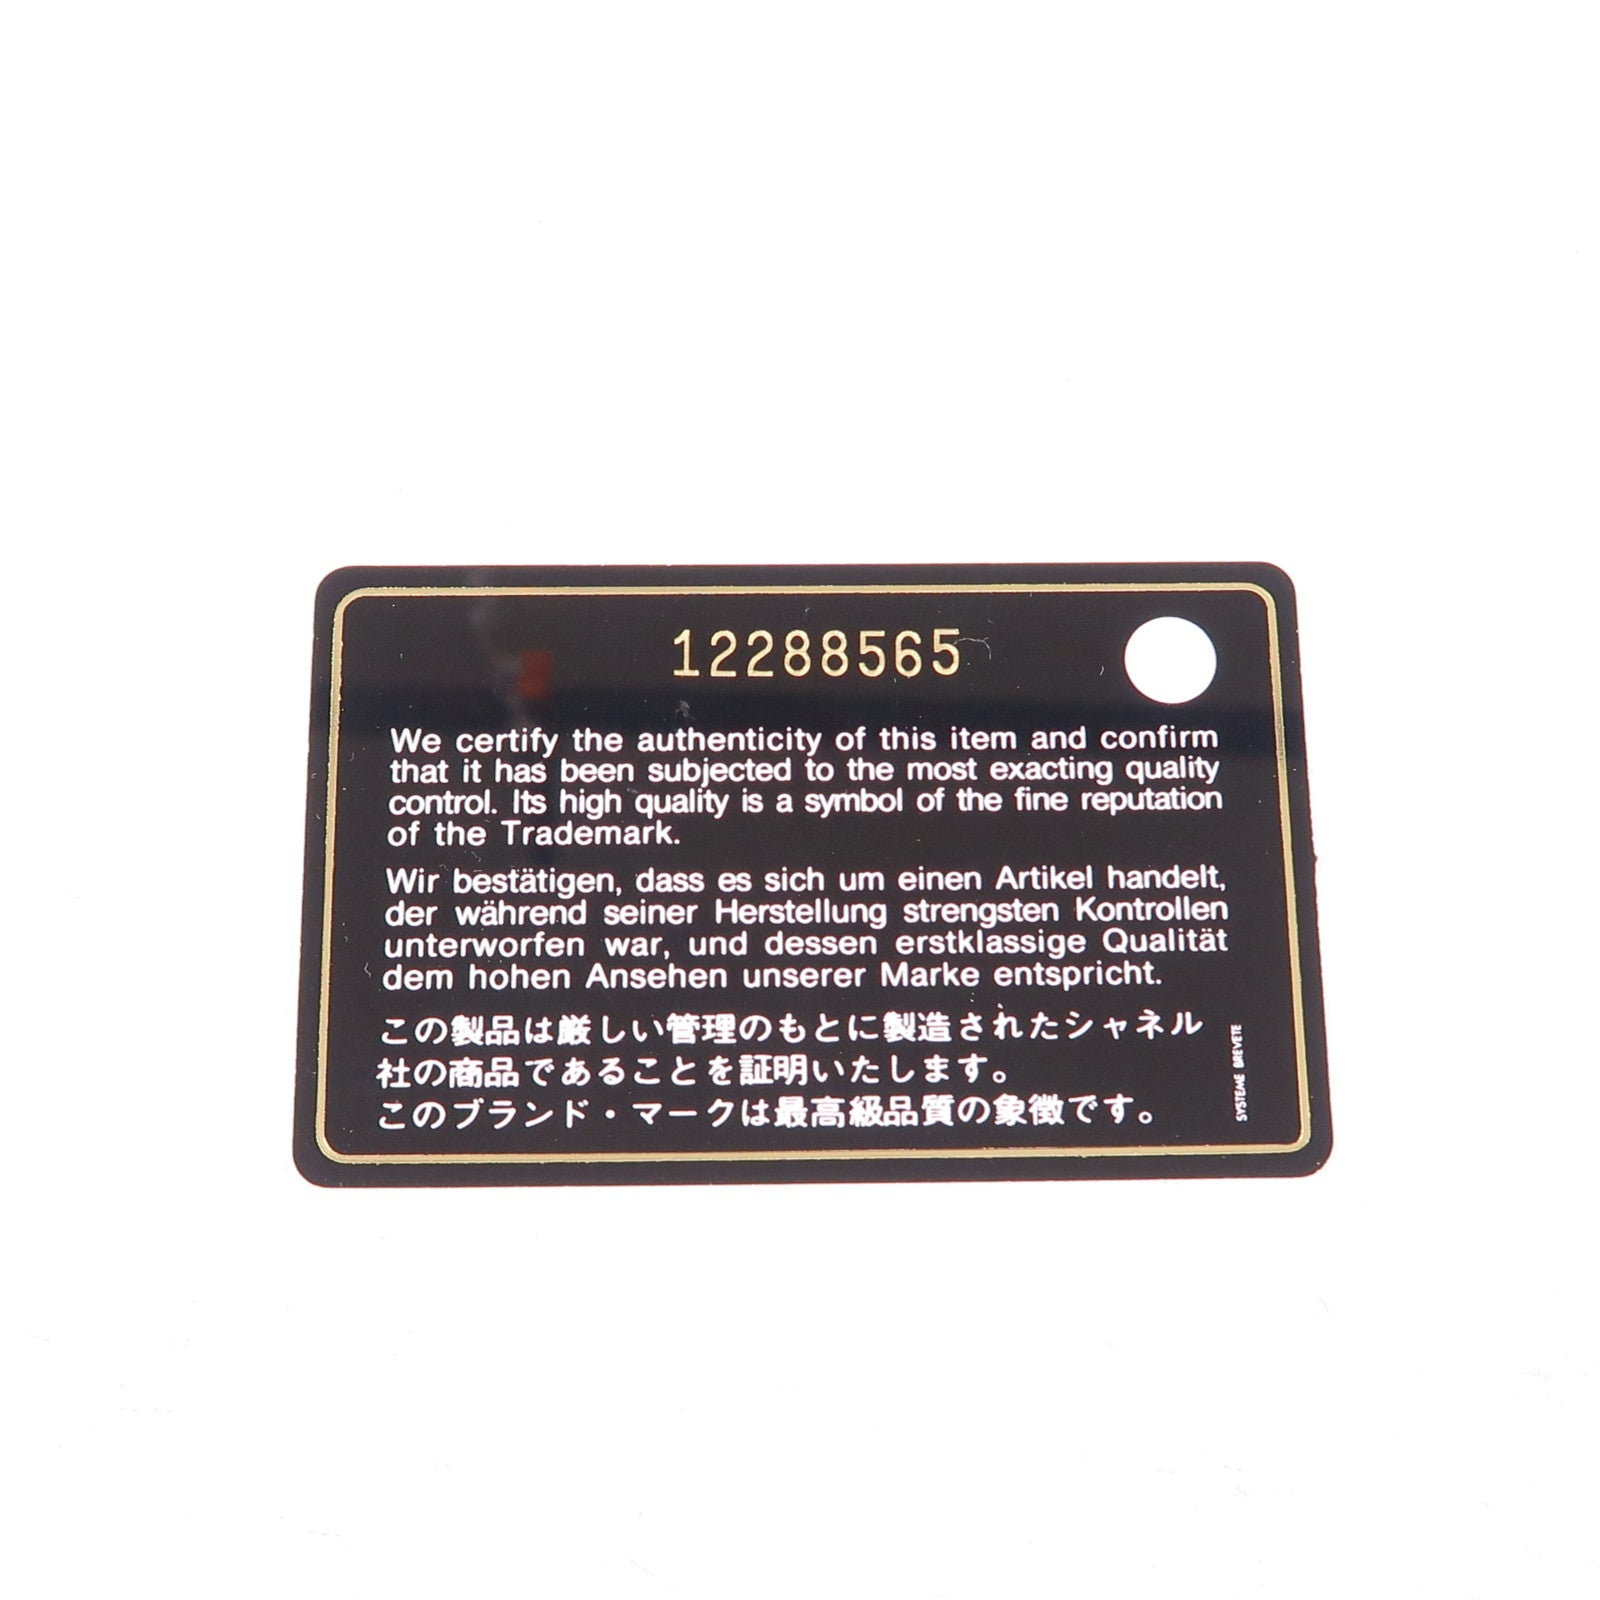 12288565
We certify the authenticity of this item and confirm
that it has been subjected to the most exacting quality
control. Its high quality is a symbol of the fine reputation
of the Trademark.
Wir bestätigen, dass es sich um einen Artikel handelt,
der während seiner Herstellung strengsten Kontrollen
unterworfen war, und dessen erstklassige Qualität
dem hohen Ansehen unserer Marke entspricht.
この製品は厳しい管理のもとに製造されたシャネル
社の商品であることを証明いたします。
このブランド・マークは最高級品質の象徴です。
SYSTEME BREVETE